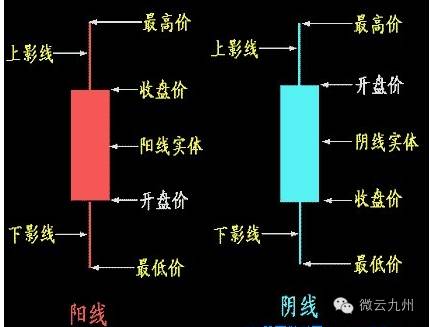 最高价
上影线
收盘价
阳线实体
开盘价
下影线
最低价
阳线
最高价
上影线
开盘价
阴线实体
收盘价
下影线
最低价
阴线
微云九州